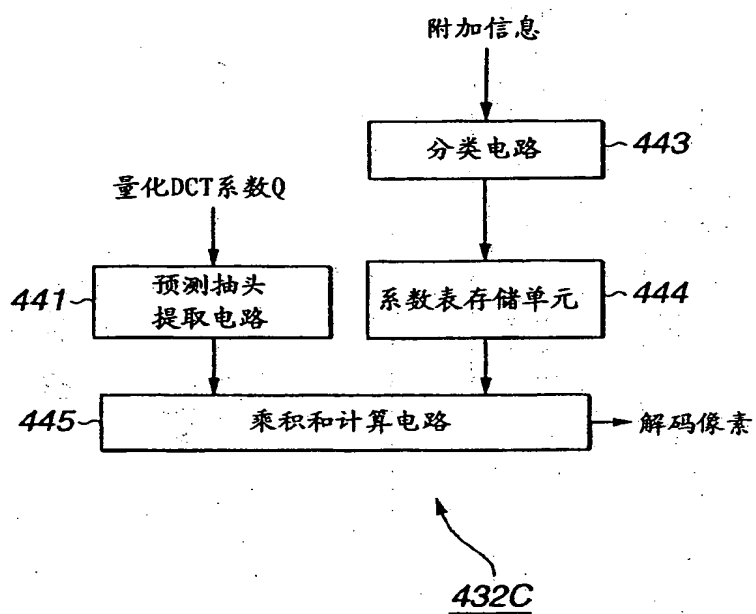 附加信息
分类电路
443
量化DCT系数Q
441
预测抽头
提取电路
系数表存储单元
444
445
乘积和计算电路
解码像素
432C